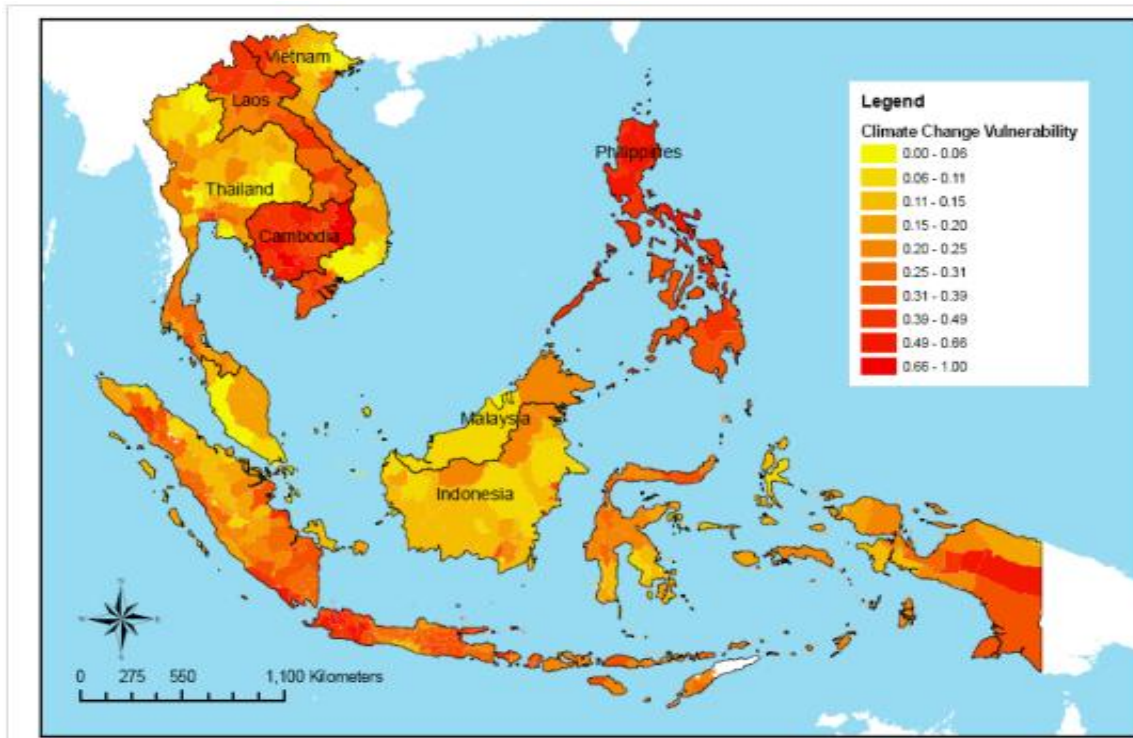 Vietnam
Laos
Thailand
Cambodia
Philippines
Malaysia
Indonesia
Legend
Climate Change Vulnerability
0.00 - 0.06
0.06 - 0.11
0.11 - 0.15
0.15 - 0.20
0.20 - 0.25
0.25 - 0.31
0.31 - 0.39
0.39 - 0.49
0.49 - 0.66
0.66 - 1.00
0 275 550 1,100 Kilometers